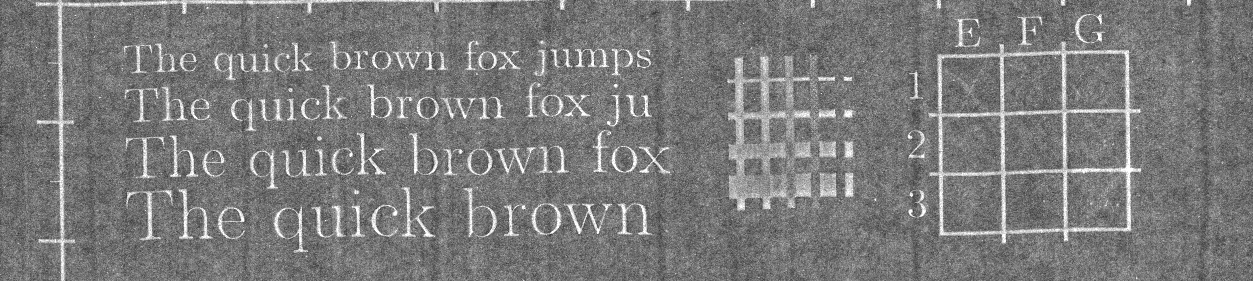 The quick brown fox jumps
The quick brown fox ju
The quick brown fox
The quick brown
E F G
1
2
3